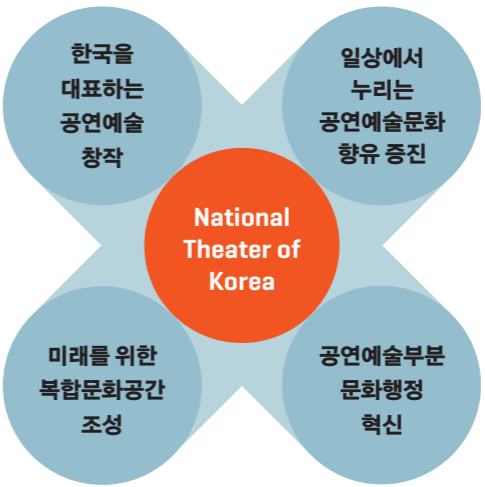 한국을
대표하는
공연예술
창작
일상에서
누리는
공연예술문화
향유 증진
National
Theater of
Korea
미래를 위한
복합문화공간
조성
공연예술부분
문화행정
혁신